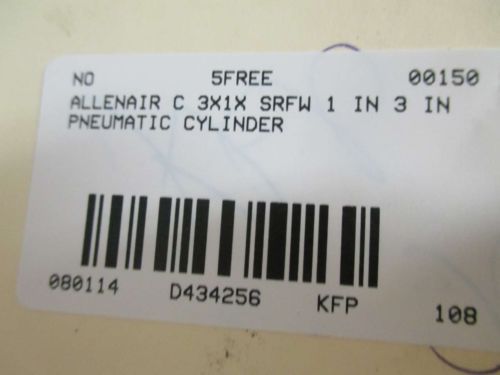 NO 5FREE 00150
ALLENAIR C 3X1X SRFW 1 IN 3 IN
PNEUMATIC CYLINDER
080114 D434256 KFP 108